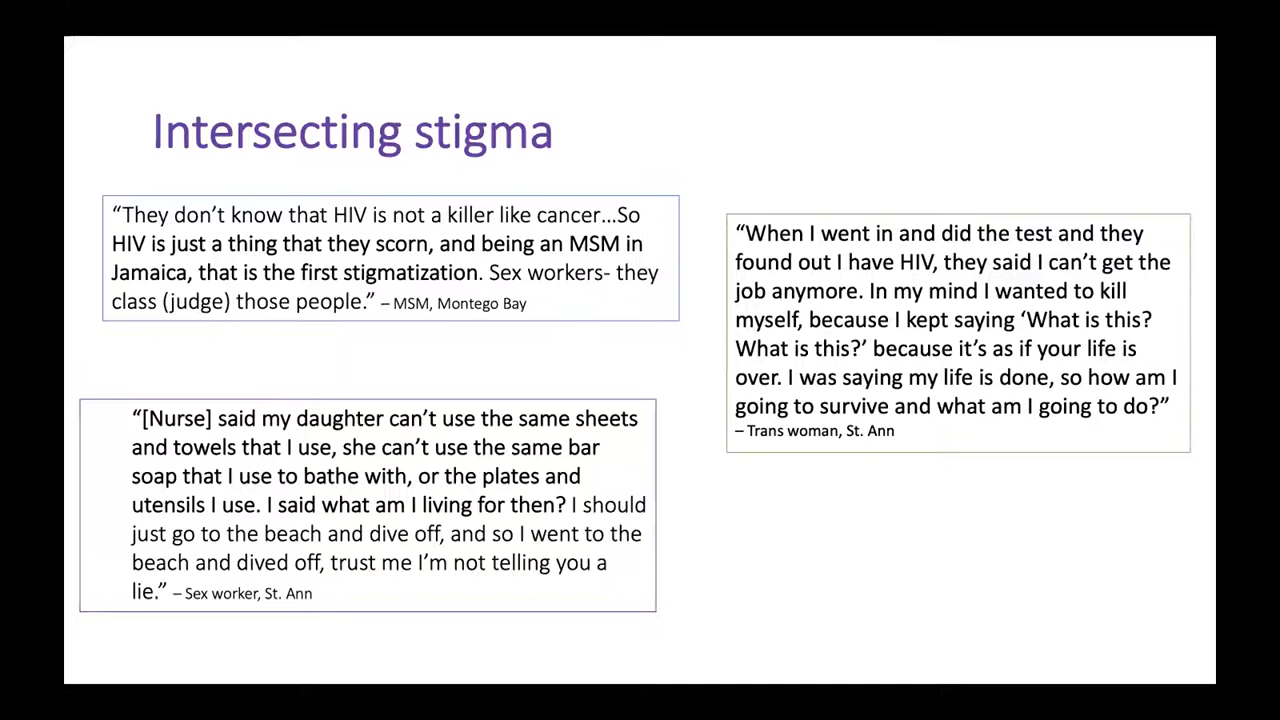 Intersecting stigma
“They don’t know that HIV is not a killer like cancer…So
HIV is just a thing that they scorn, and being an MSM in
Jamaica, that is the first stigmatization. Sex workers- they
class (judge) those people.” – MSM, Montego Bay
“[Nurse] said my daughter can’t use the same sheets
and towels that I use, she can’t use the same bar
soap that I use to bathe with, or the plates and
utensils I use. I said what am I living for then? I should
just go to the beach and dive off, and so I went to the
beach and dived off, trust me I’m not telling you a
lie.” – Sex worker, St. Ann
“When I went in and did the test and they
found out I have HIV, they said I can’t get the
job anymore. In my mind I wanted to kill
myself, because I kept saying ‘What is this?
What is this?’ because it’s as if your life is
over. I was saying my life is done, so how am I
going to survive and what am I going to do?”
– Trans woman, St. Ann